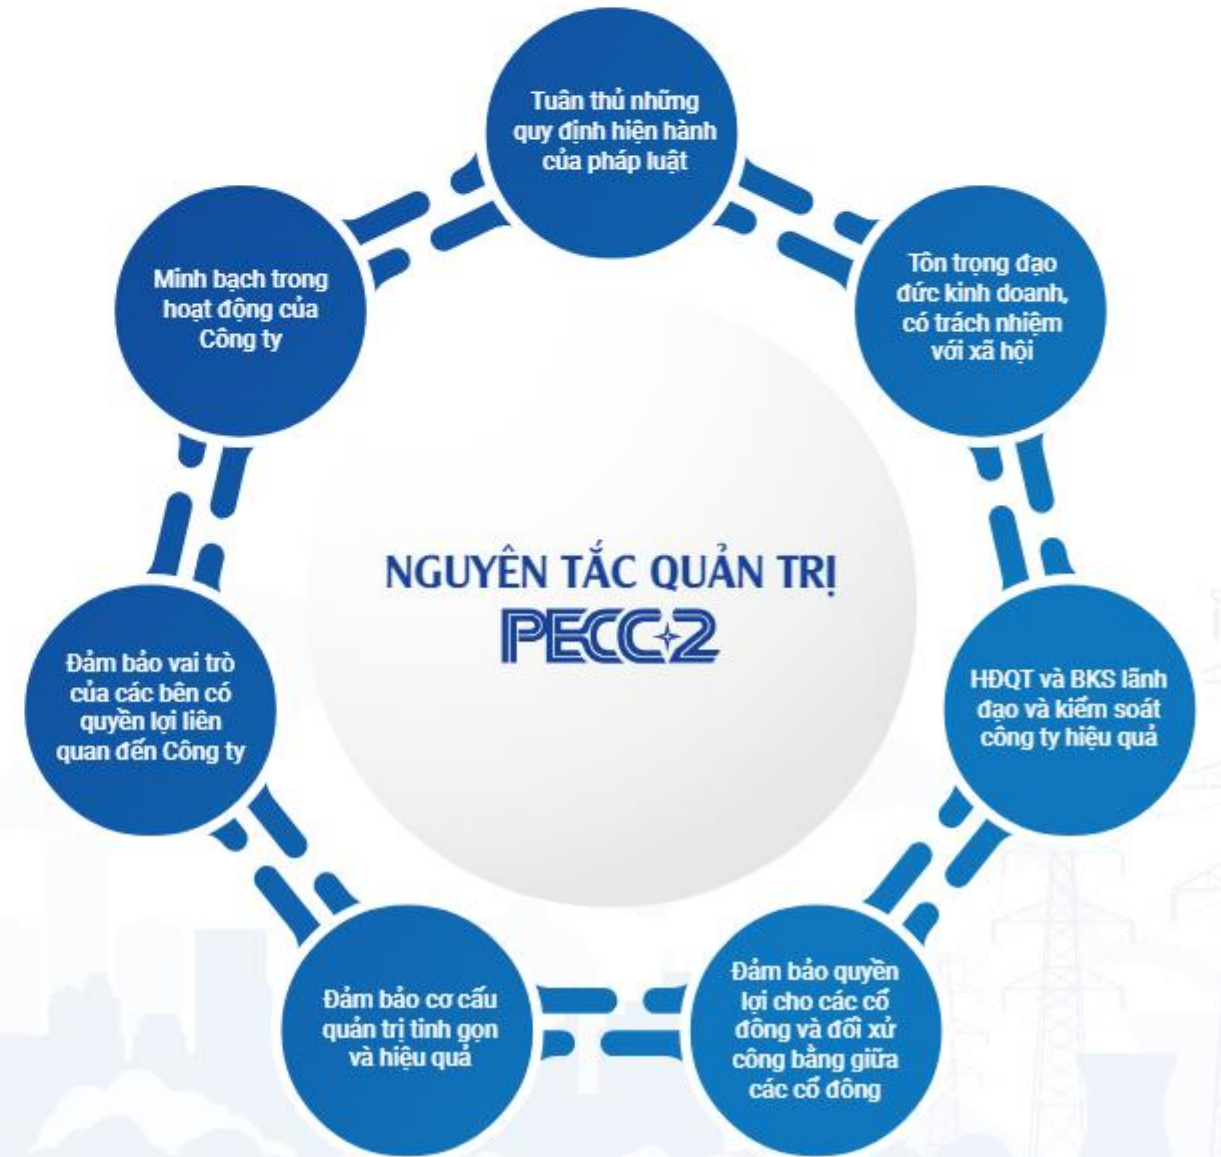 NGUYÊN TẮC QUẢN TRỊ
PECC2
Tuân thủ những
quy định hiện hành
của pháp luật
Tôn trọng đạo
đức kinh doanh,
có trách nhiệm
với xã hội
HĐQT và BKS lãnh
đạo và kiểm soát
công ty hiệu quả
Đảm bảo quyền
lợi cho các cổ
đông và đối xử
công bằng giữa
các cổ đông
Đảm bảo cơ cấu
quản trị tinh gọn
và hiệu quả
Đảm bảo vai trò
của các bên có
quyền lợi liên
quan đến Công ty
Minh bạch trong
hoạt động của
Công ty